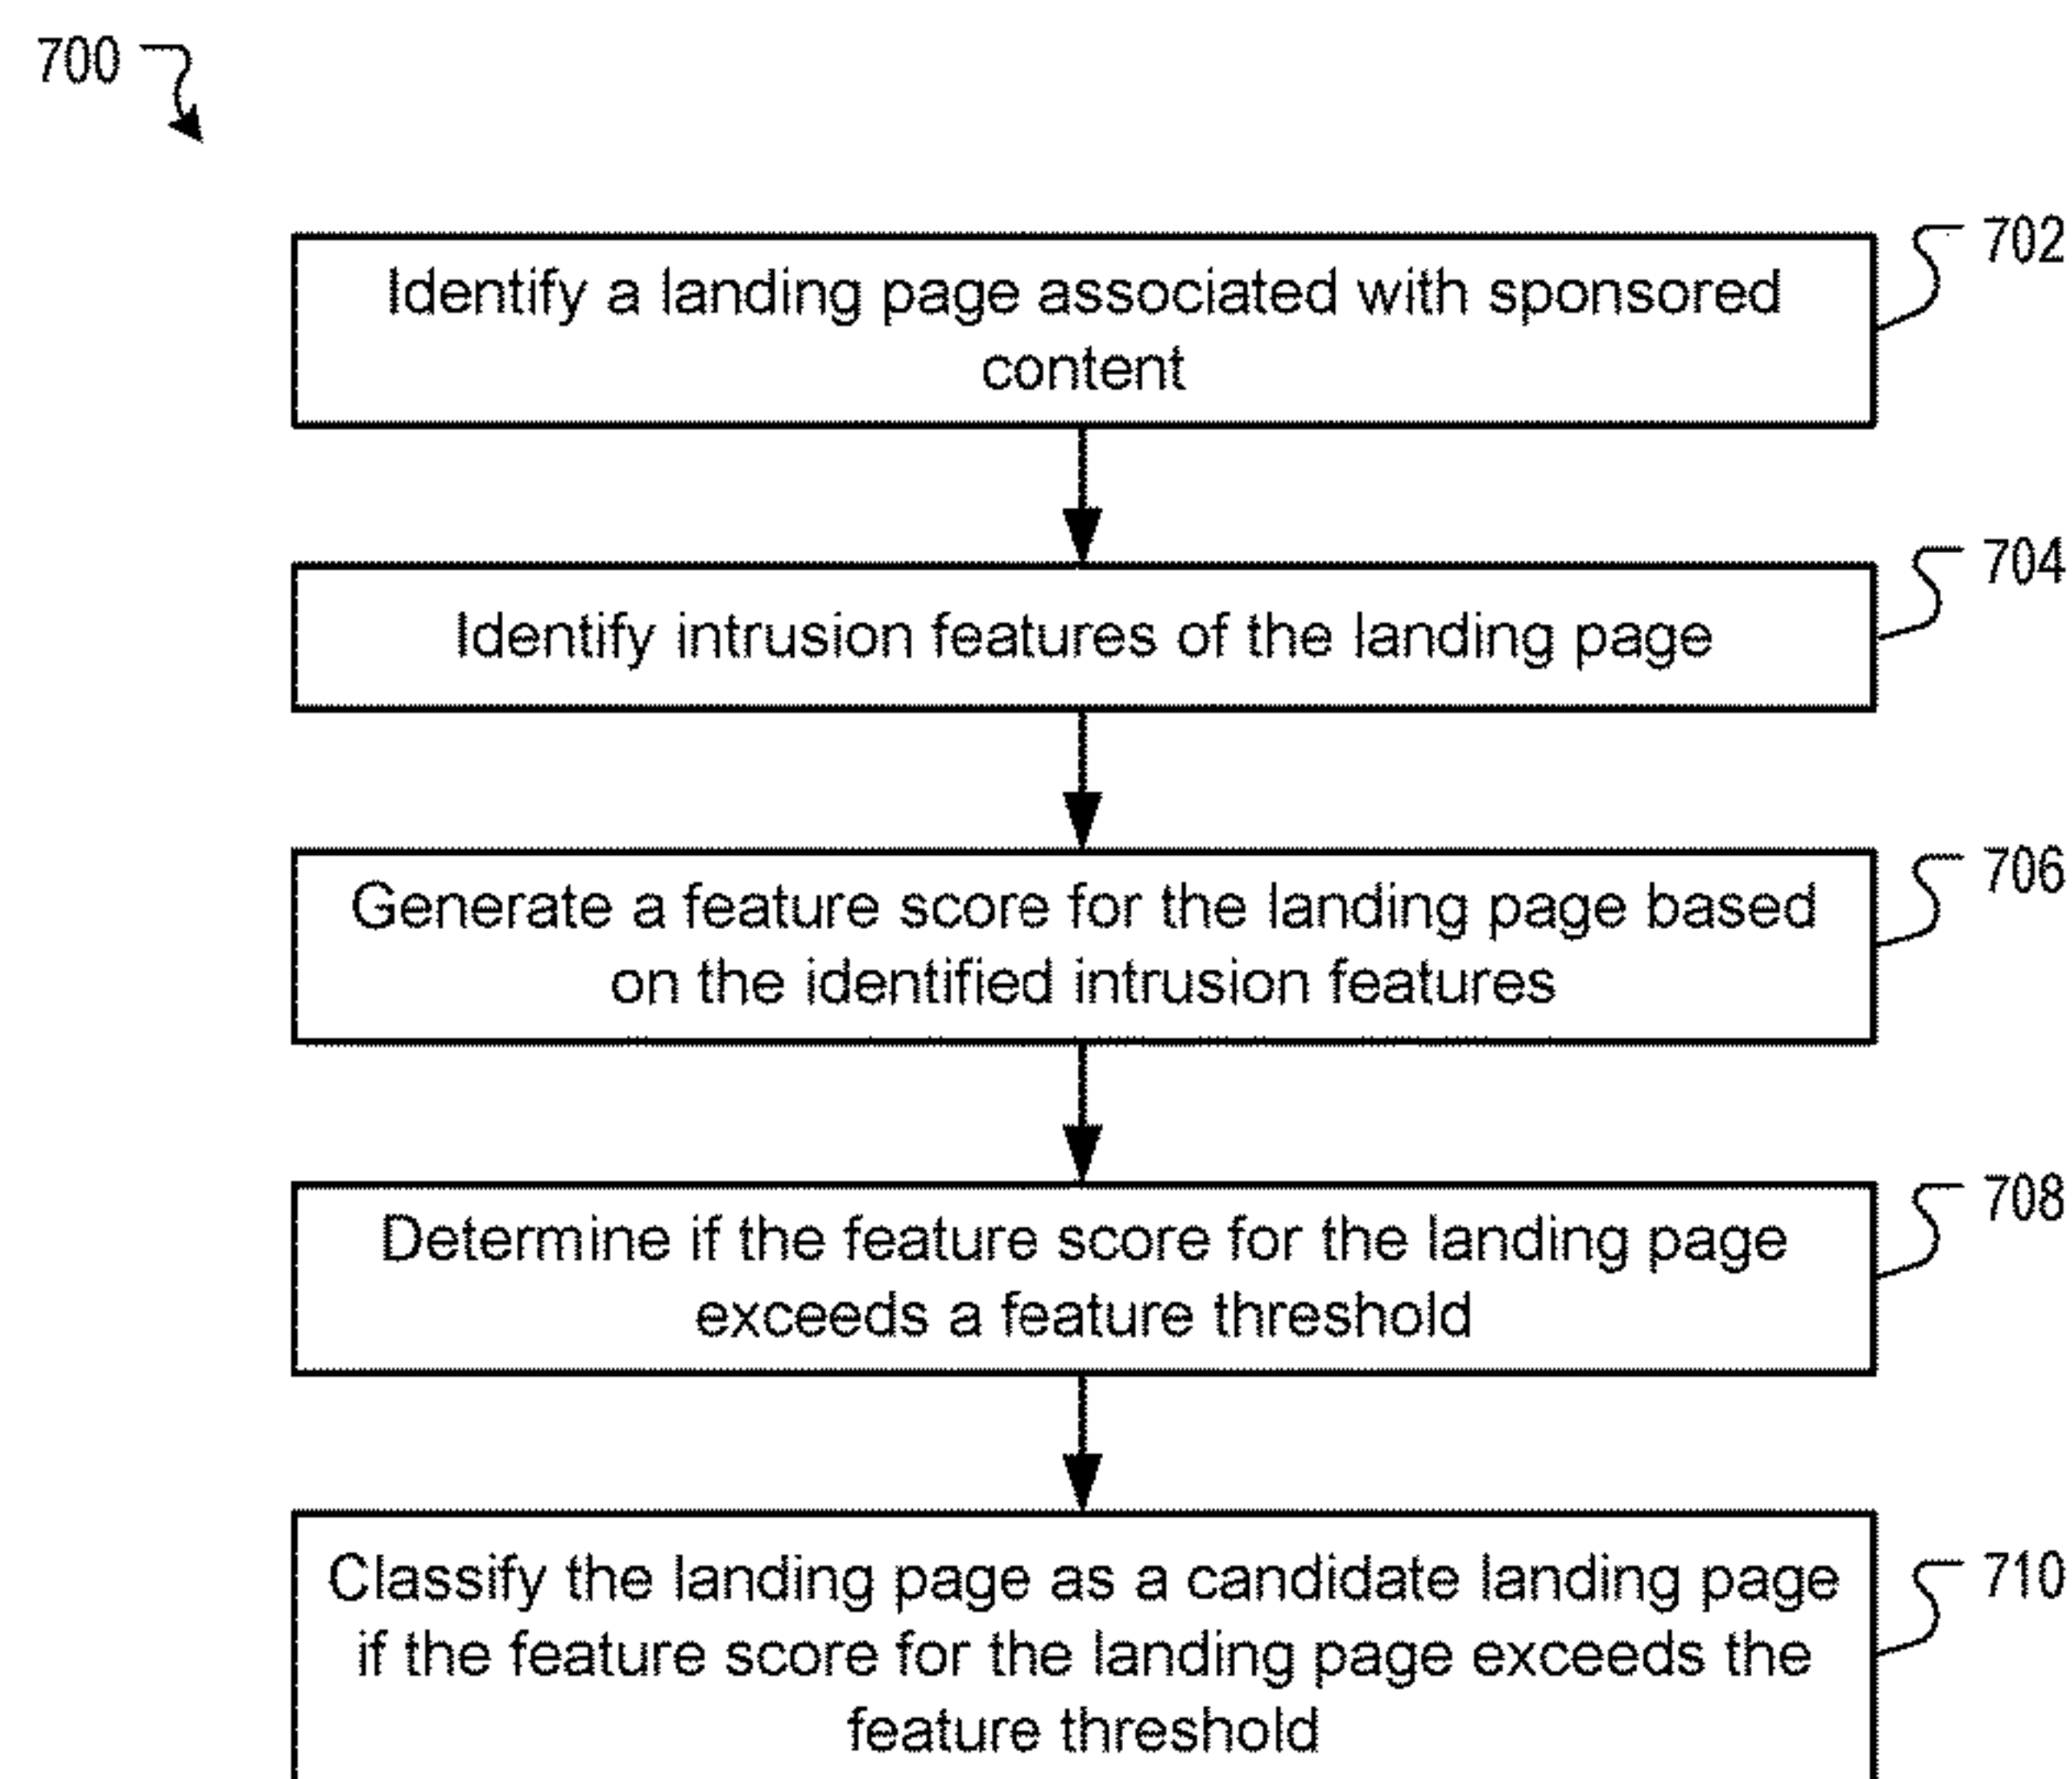 700
702
Identify a landing page associated with sponsored
content
704
Identify intrusion features of the landing page
706
Generate a feature score for the landing page based
on the identified intrusion features
708
Determine if the feature score for the landing page
exceeds a feature threshold
710
Classify the landing page as a candidate landing page
if the feature score for the landing page exceeds the
feature threshold